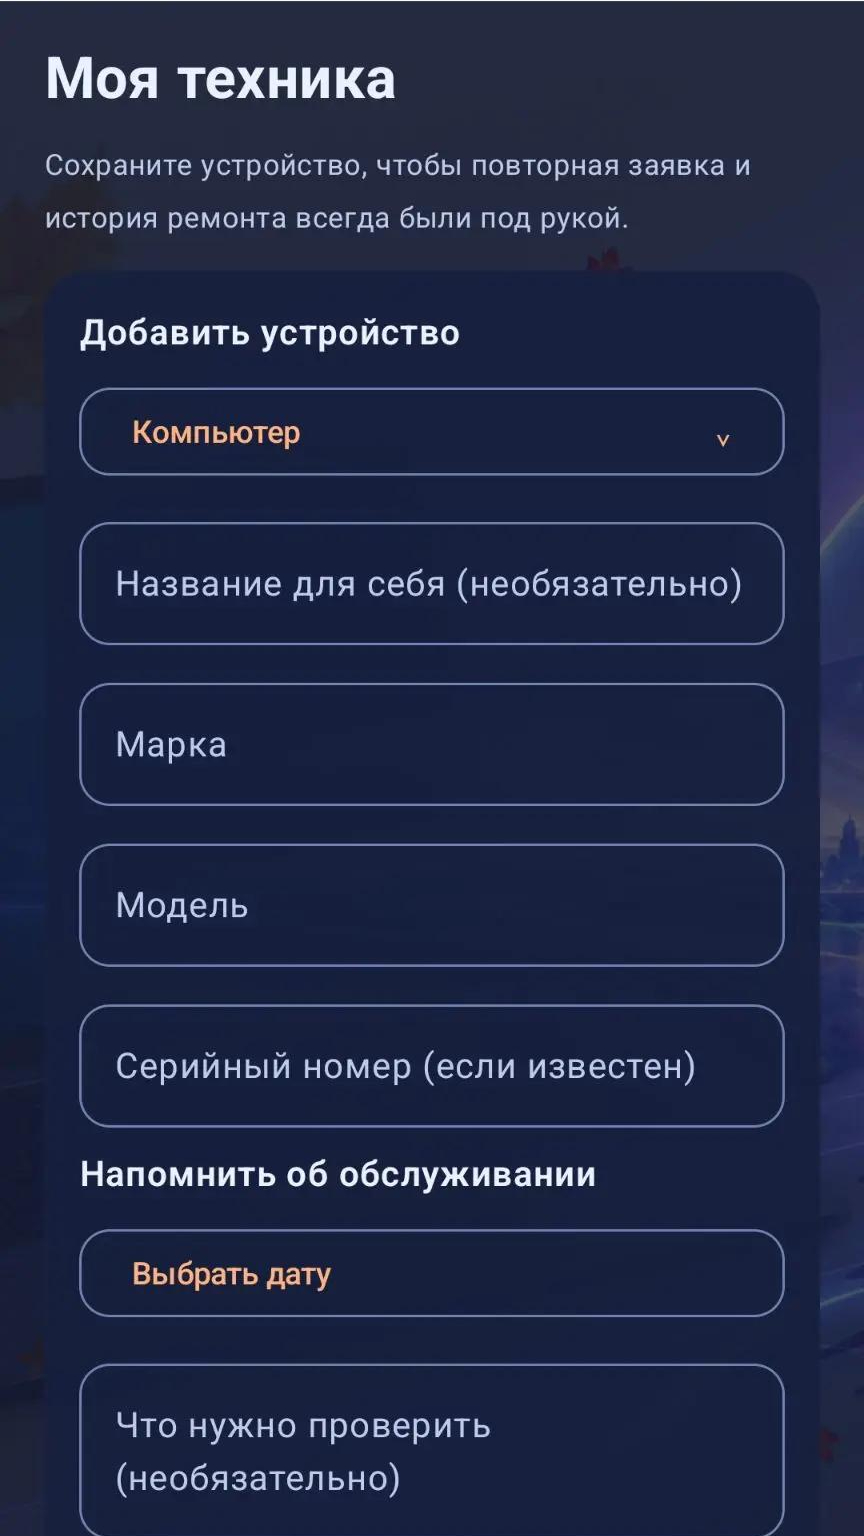 Моя техника
Сохраните устройство, чтобы повторная заявка и
история ремонта всегда были под рукой.
Добавить устройство
Компьютер
Название для себя (необязательно)
Марка
Модель
Серийный номер (если известен)
Напомнить об обслуживании
Выбрать дату
Что нужно проверить
(необязательно)